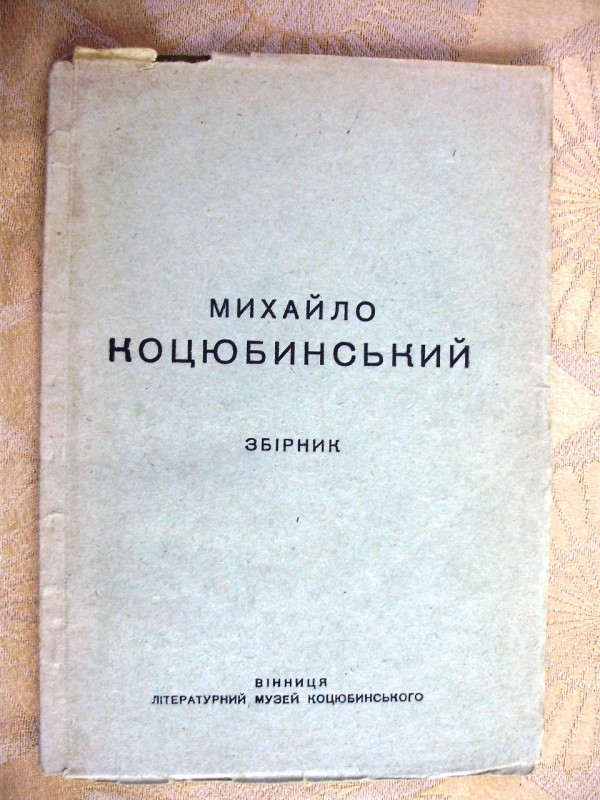 МИХАЙЛО
КОЦЮБИНСЬКИЙ
ЗБІРНИК
ВІННИЦЯ
ЛІТЕРАТУРНИЙ МУЗЕЙ КОЦЮБИНСЬКОГО